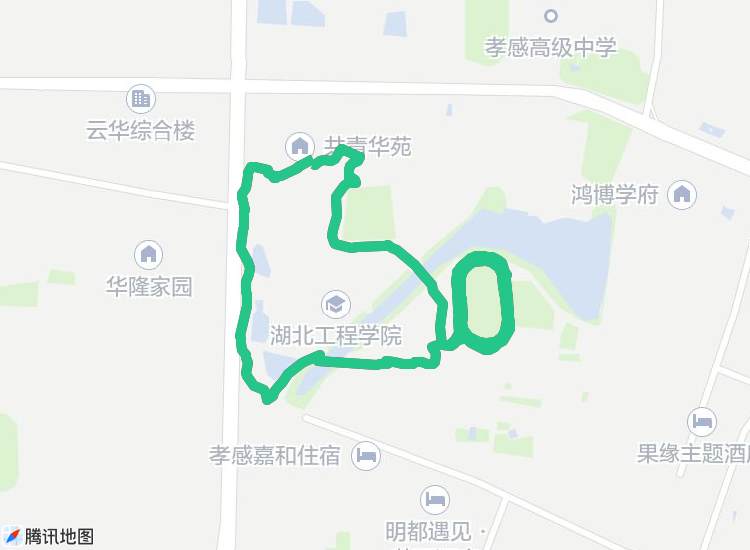 孝感高级中学
云华综合楼
共青华苑
鸿博学府
华隆家园
湖北工程学院
孝感嘉和住宿
果缘主题酒
明都遇见·
腾讯地图